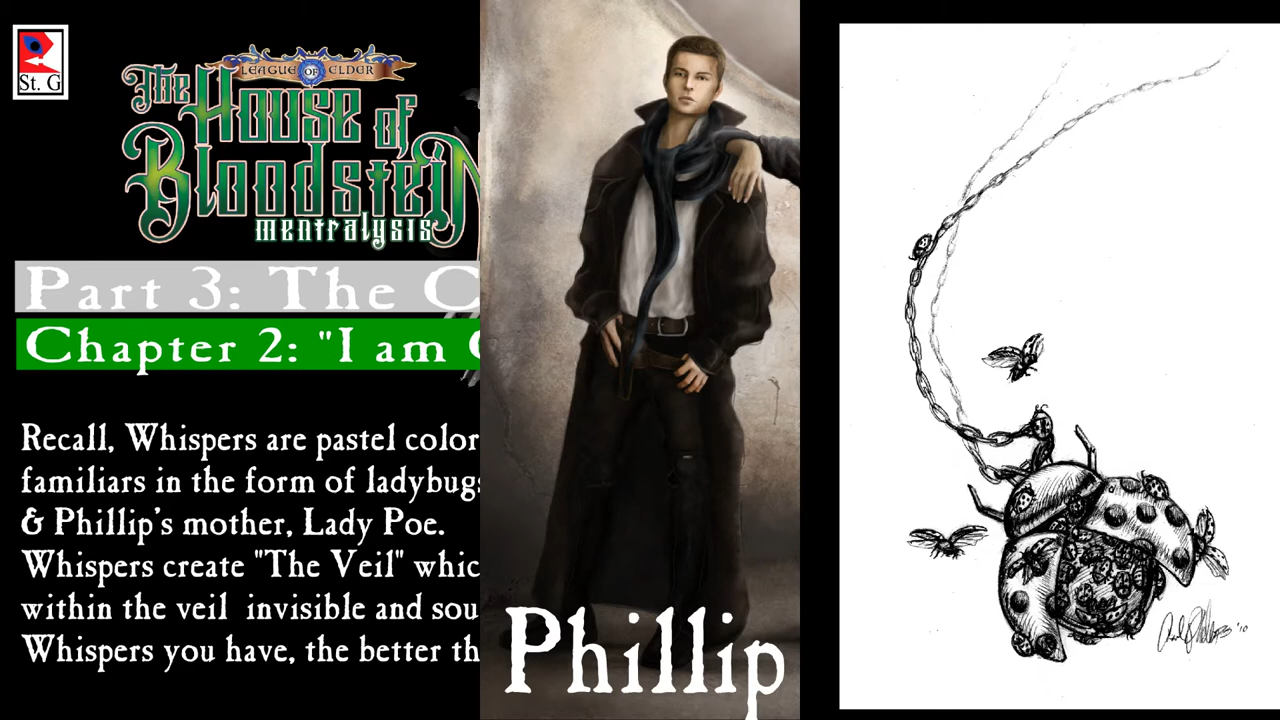 St. G
LEAGUE OF ELDER
The
House of
Bloodstein
mentralysis
Part 3: The C
Chapter 2: "I am
Recall, Whispers are pastel color
familiars in the form of ladybugs
& Phillip's mother, Lady Poe.
Whispers create "The Veil" whic
within the veil invisible and sou
Whispers you have, the better th
Phillip
'10